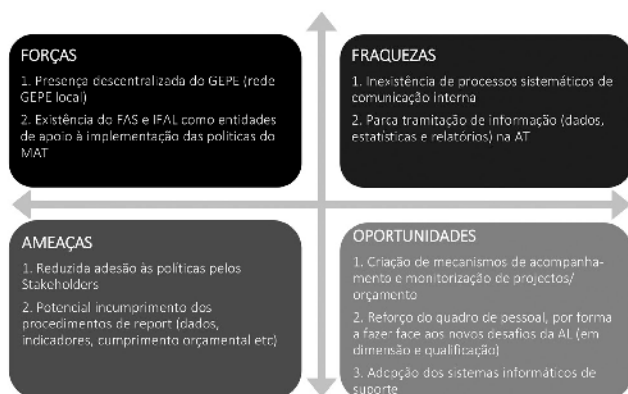 FORÇAS
1. Presença descentralizada do GEPE (rede
GEPE local)
2. Existência do FAS e IFAL como entidades
de apoio à implementação das políticas do
MAT
FRAQUEZAS
1. Inexistência de processos sistemáticos de
comunicação interna
2. Parca tramitação de informação (dados,
estatísticas e relatórios) na AT
AMEAÇAS
1. Reduzida adesão às políticas pelos
Stakeholders
2. Potencial incumprimento dos
procedimentos de report (dados,
indicadores, cumprimento orçamental etc)
OPORTUNIDADES
1. Criação de mecanismos de acompanha-
mento e monitorização de projectos/
orçamento
2. Reforço do quadro de pessoal, por forma
a fazer face aos novos desafios da AL (em
dimensão e qualificação)
3. Adopção dos sistemas informáticos de
suporte